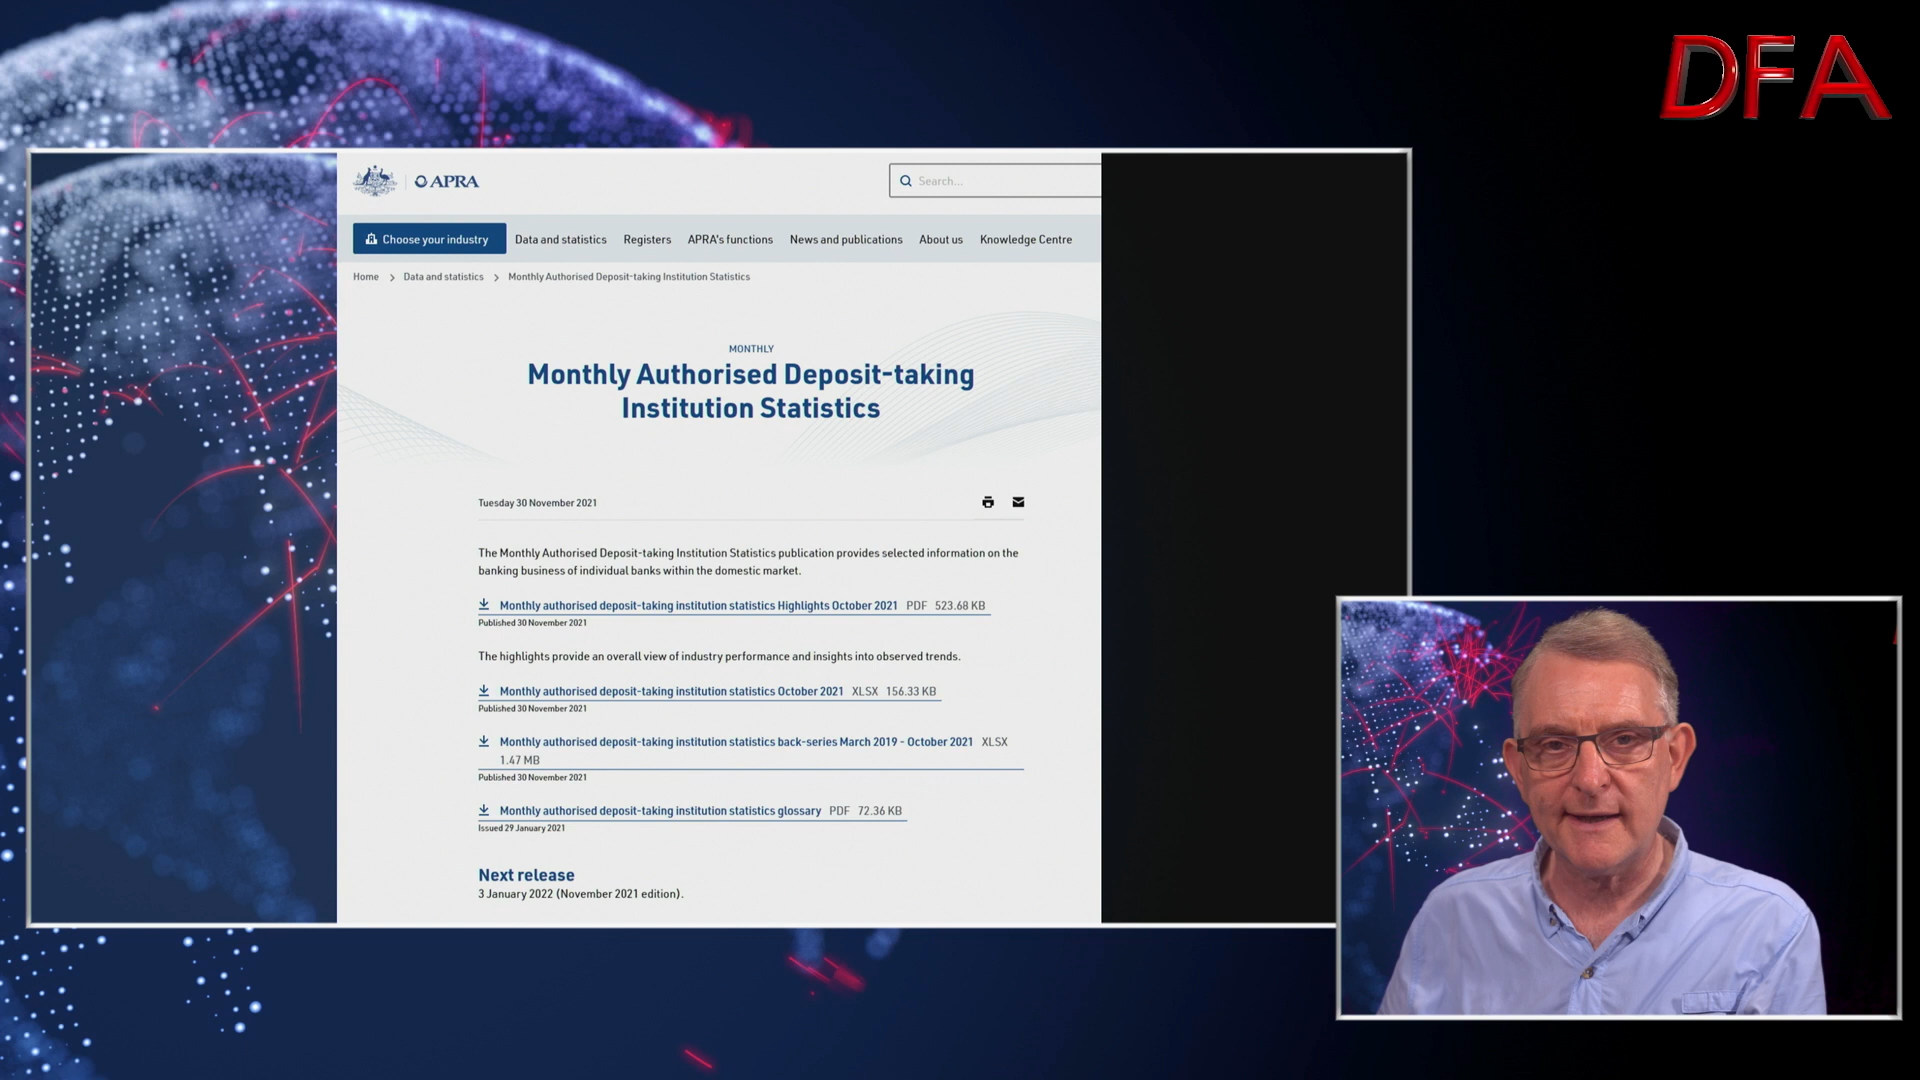 DFA
APRA
Search...
Choose your industry
Data and statistics
Registers
APRA's functions
News and publications
About us
Knowledge Centre
Home > Data and statistics > Monthly Authorised Deposit-taking Institution Statistics
MONTHLY
Monthly Authorised Deposit-taking
Institution Statistics
Tuesday 30 November 2021
The Monthly Authorised Deposit-taking Institution Statistics publication provides selected information on the
banking business of individual banks within the domestic market.
Monthly authorised deposit-taking institution statistics Highlights October 2021 PDF 523.68 KB
Published 30 November 2021
The highlights provide an overall view of industry performance and insights into observed trends.
Monthly authorised deposit-taking institution statistics October 2021 XLSX 156.33 KB
Published 30 November 2021
Monthly authorised deposit-taking institution statistics back-series March 2019 - October 2021 XLSX
1.47 MB
Published 30 November 2021
Monthly authorised deposit-taking institution statistics glossary PDF 72.36 KB
Issued 29 January 2021
Next release
3 January 2022 (November 2021 edition).